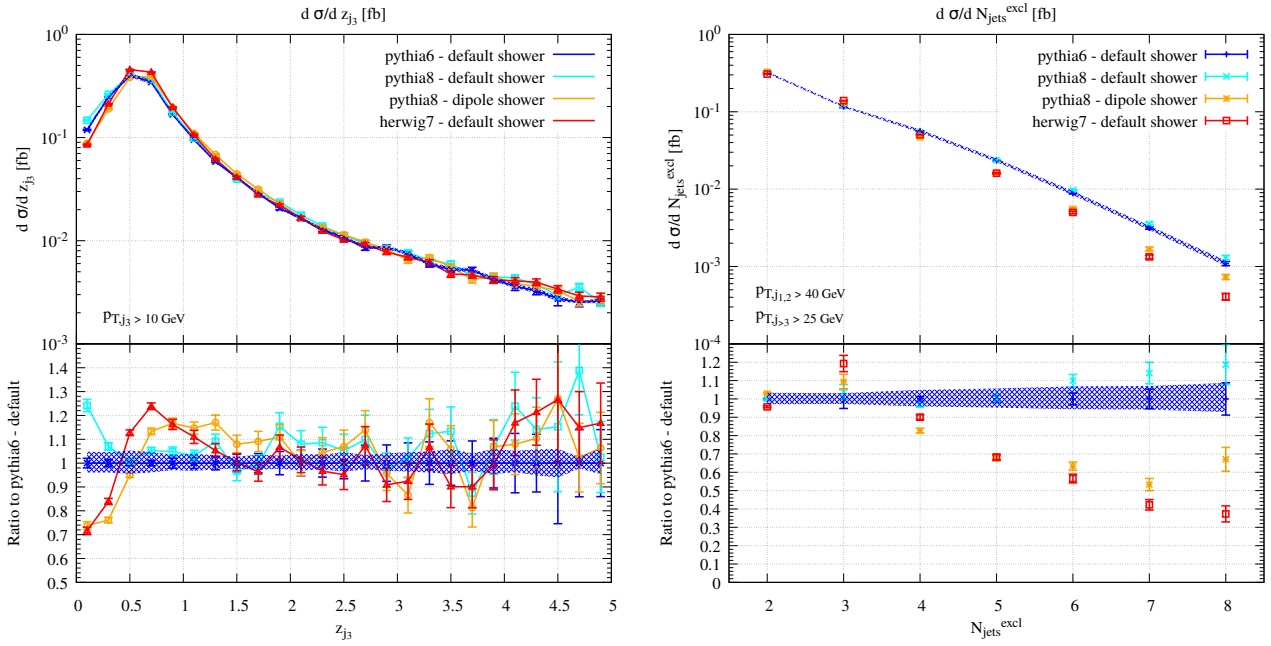 d σ/d z_j3 [fb]
d σ/d z_j3 [fb]
10^0
10^-1
10^-2
10^-3
pythia6 - default shower
pythia8 - default shower
pythia8 - dipole shower
herwig7 - default shower
p_T,j3 > 10 GeV
Ratio to pythia6 - default
1.4
1.3
1.2
1.1
1
0.9
0.8
0.7
0.6
0.5
0 0.5 1 1.5 2 2.5 3 3.5 4 4.5 5
z_j3
d σ/d N_jets^excl [fb]
d σ/d N_jets^excl [fb]
10^0
10^-1
10^-2
10^-3
10^-4
pythia6 - default shower
pythia8 - default shower
pythia8 - dipole shower
herwig7 - default shower
p_T,j1,2 > 40 GeV
p_T,j>3 > 25 GeV
Ratio to pythia6 - default
1.2
1.1
1
0.9
0.8
0.7
0.6
0.5
0.4
0.3
0.2
0.1
0
2 3 4 5 6 7 8
N_jets^excl